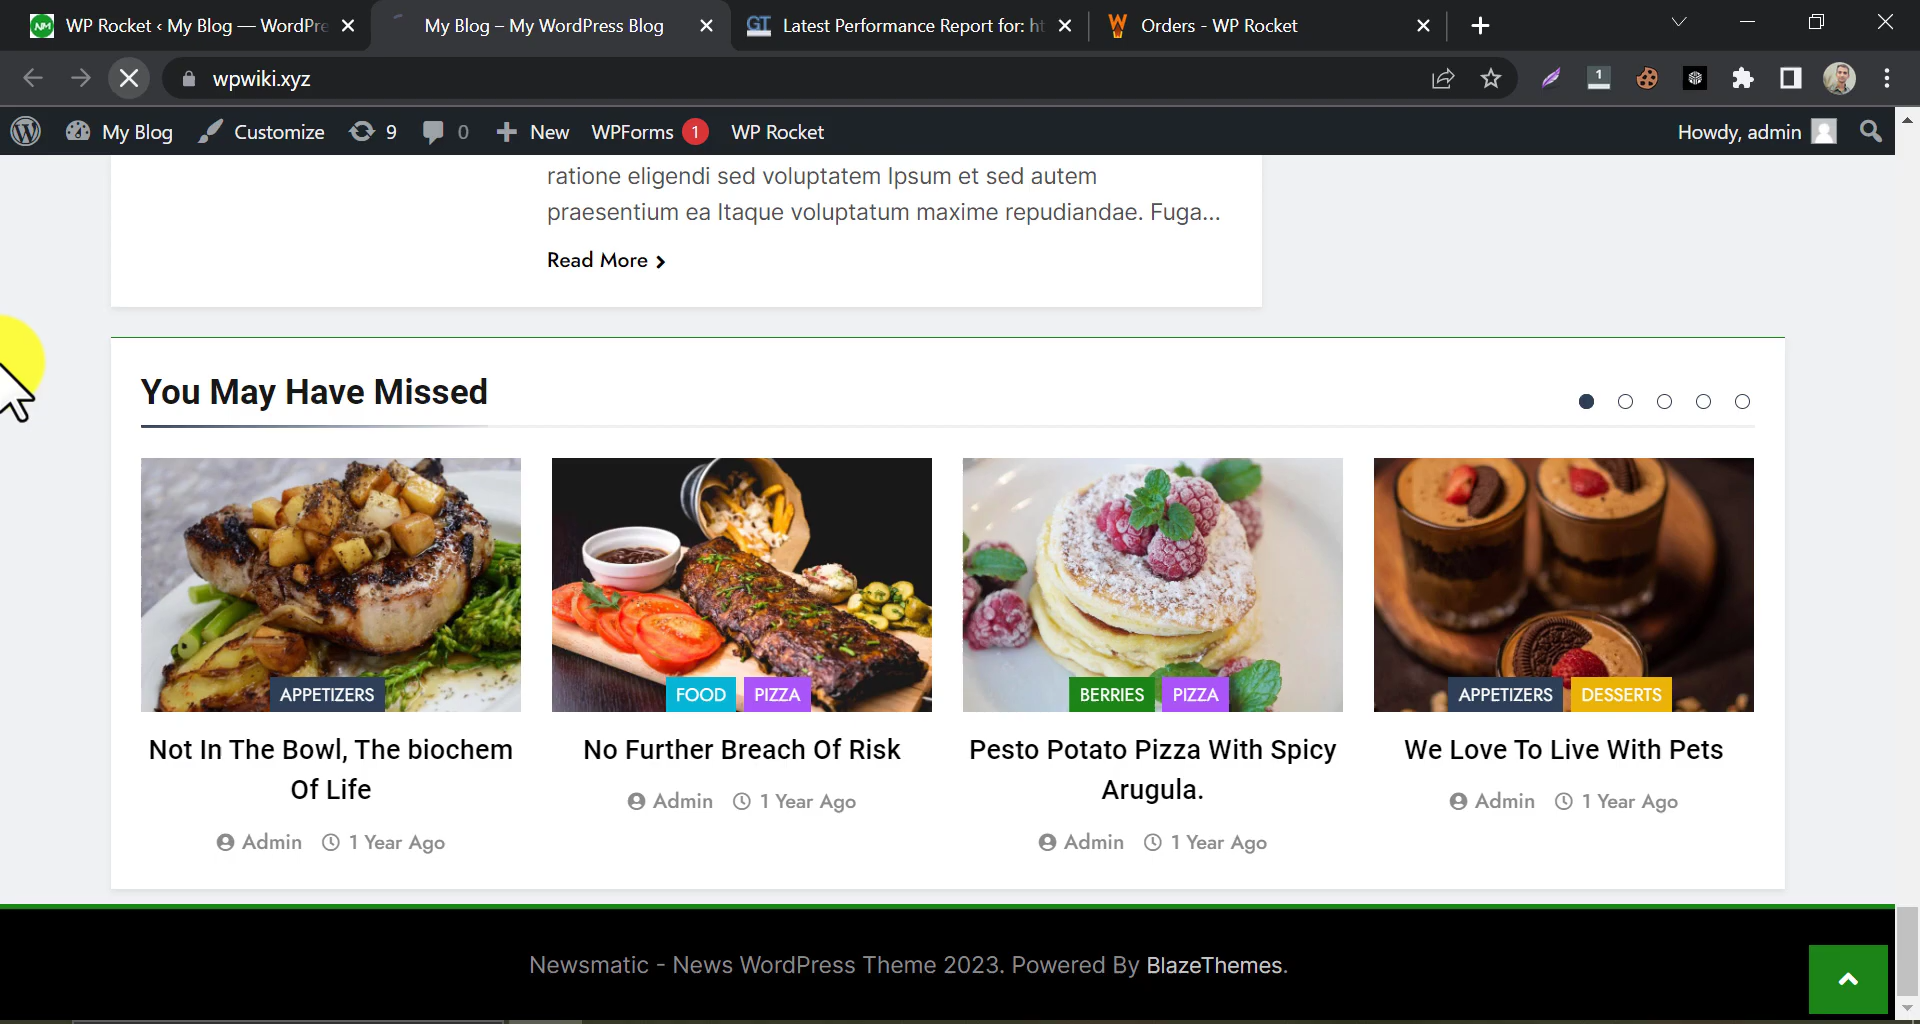 WP Rocket ‹ My Blog — WordPre
My Blog – My WordPress Blog
GT Latest Performance Report for: ht
Orders - WP Rocket
wpwiki.xyz
1
My Blog
Customize
9
0
New
WPForms 1
WP Rocket
Howdy, admin
ratione eligendi sed voluptatem Ipsum et sed autem
praesentium ea Itaque voluptatum maxime repudiandae. Fuga...
Read More
You May Have Missed
APPETIZERS
FOOD PIZZA
BERRIES PIZZA
APPETIZERS DESSERTS
Not In The Bowl, The biochem
Of Life
Admin 1 Year Ago
No Further Breach Of Risk
Admin 1 Year Ago
Pesto Potato Pizza With Spicy
Arugula.
Admin 1 Year Ago
We Love To Live With Pets
Admin 1 Year Ago
Newsmatic - News WordPress Theme 2023. Powered By BlazeThemes.